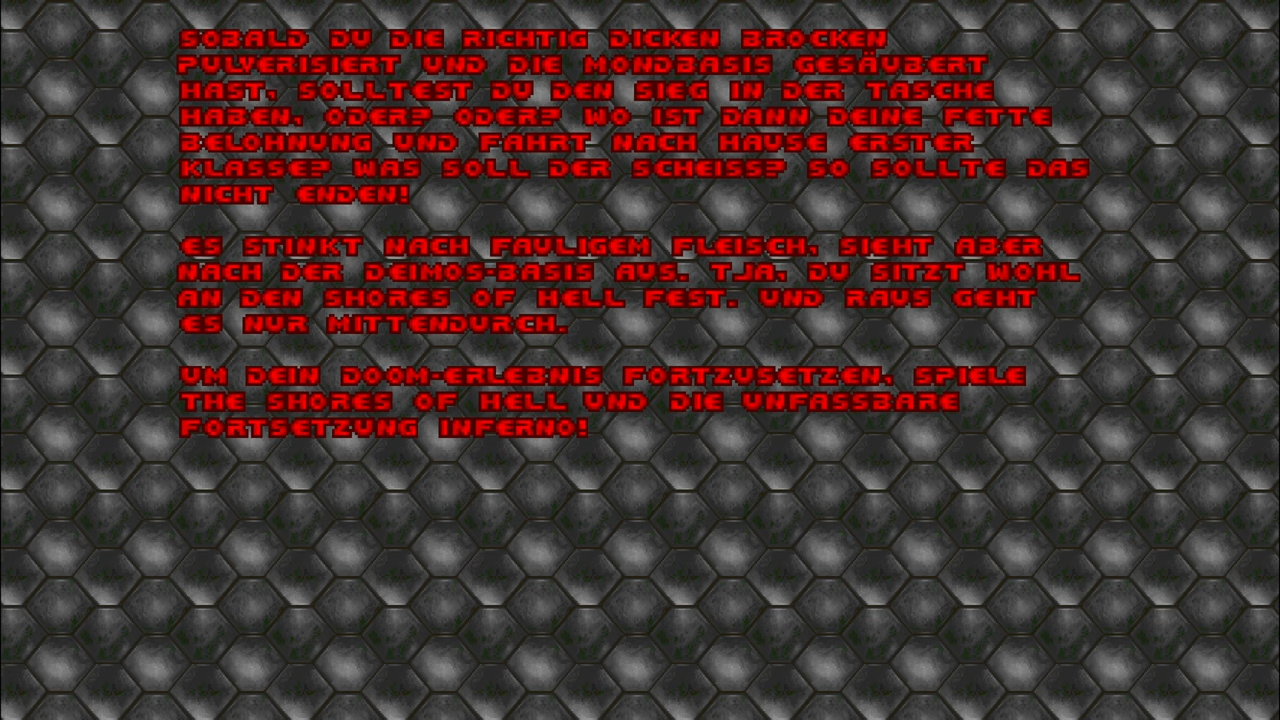 SOBALD DU DIE RICHTIG DICKEN BROCKEN
PULVERISIERT UND DIE MONDBASIS GESÄUBERT
HAST, SOLLTEST DU DEN SIEG IN DER TASCHE
HABEN, ODER? ODER? WO IST DANN DEINE FETTE
BELOHNUNG UND FAHRT NACH HAUSE ERSTER
KLASSE? WAS SOLL DER SCHEISS? SO SOLLTE DAS
NICHT ENDEN!
ES STINKT NACH FAULIGEM FLEISCH, SIEHT ABER
NACH DER DEIMOS-BASIS AUS. TJA, DU SITZT WOHL
AN DEN SHORES OF HELL FEST. UND RAUS GEHT
ES NUR MITTENDURCH.
UM DEIN DOOM-ERLEBNIS FORTZUSETZEN, SPIELE
THE SHORES OF HELL UND DIE UNFASSBARE
FORTSETZUNG INFERNO!